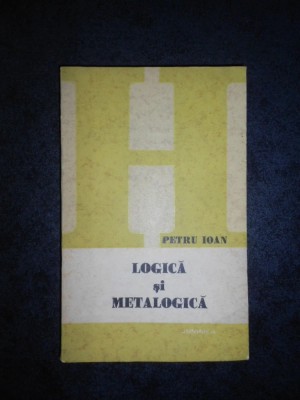 PETRU IOAN
LOGICĂ
și
METALOGICĂ